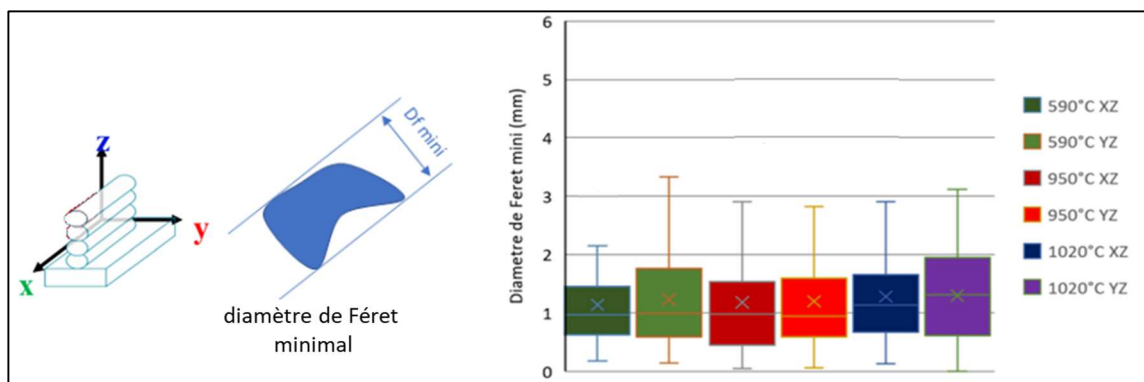 z
y
x
Df mini
diamètre de Féret
minimal
Diametre de Feret mini (mm)
6
5
4
3
2
1
0
590°C XZ
590°C YZ
950°C XZ
950°C YZ
1020°C XZ
1020°C YZ